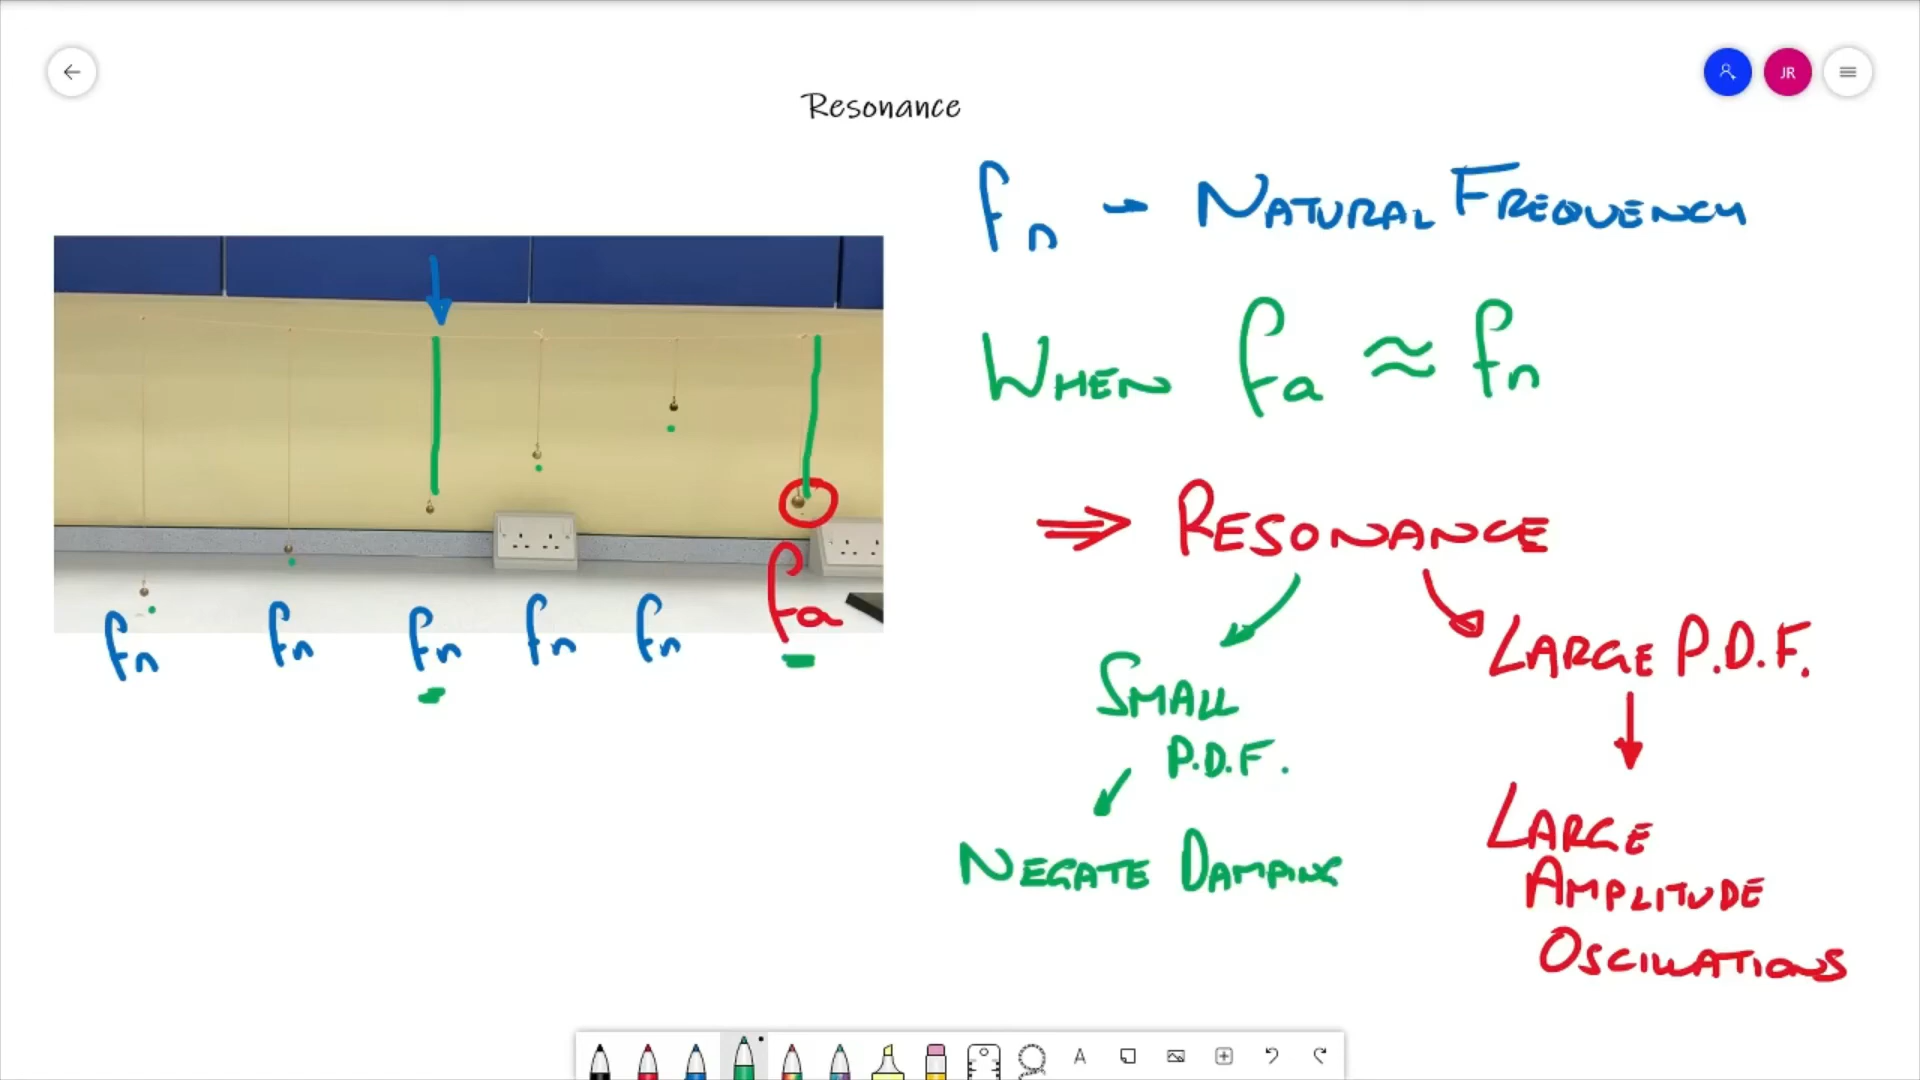 JR
Resonance
fn → NATURAL FREQUENCY
WHEN fa ≈ fn
⇒ RESONANCE
SMALL
P.D.F.
NEGATE DAMPING
LARGE P.D.F.
LARGE
AMPLITUDE
OSCILLATIONS
fn fn fn fn fn fa
A